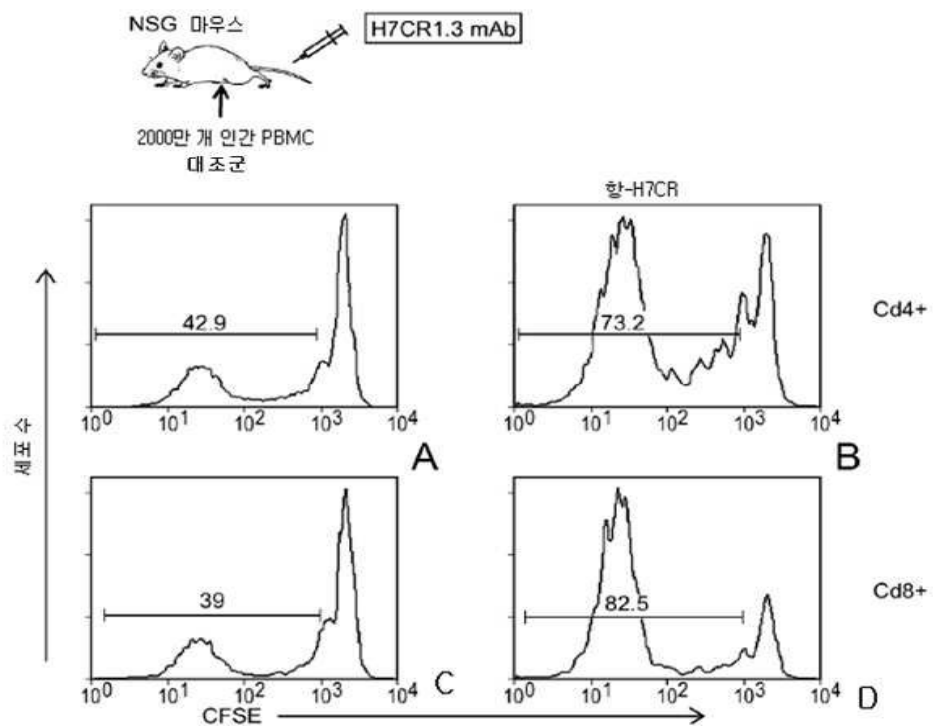 NSG 마우스
H7CR1.3 mAb
2000만 개 인간 PBMC
대조군
항-H7CR
42.9
73.2
Cd4+
10⁰ 10¹ 10² 10³ 10⁴
10⁰ 10¹ 10² 10³ 10⁴
A
B
세포 수
39
82.5
Cd8+
10⁰ 10¹ 10² 10³ 10⁴
10⁰ 10¹ 10² 10³ 10⁴
C
D
CFSE